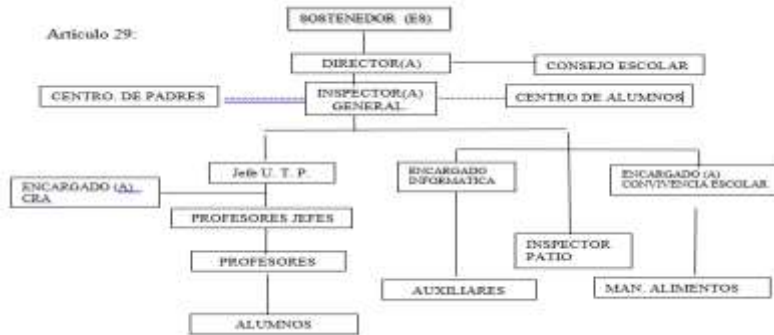 SOSTENEDOR (ES)
Articulo 29:
DIRECTOR(A)
CONSEJO ESCOLAR
CENTRO. DE PADRES
INSPECTOR(A)
GENERAL
CENTRO DE ALUMNOS
Jefe U. T. P.
ENCARGADO
INFORMATICA
ENCARGADO (A)
CONVIVENCIA ESCOLAR
ENCARGADO (A)
CRA
PROFESORES JEFES
INSPECTOR
PATIO
PROFESORES
AUXILIARES
MAN. ALIMENTOS
ALUMNOS